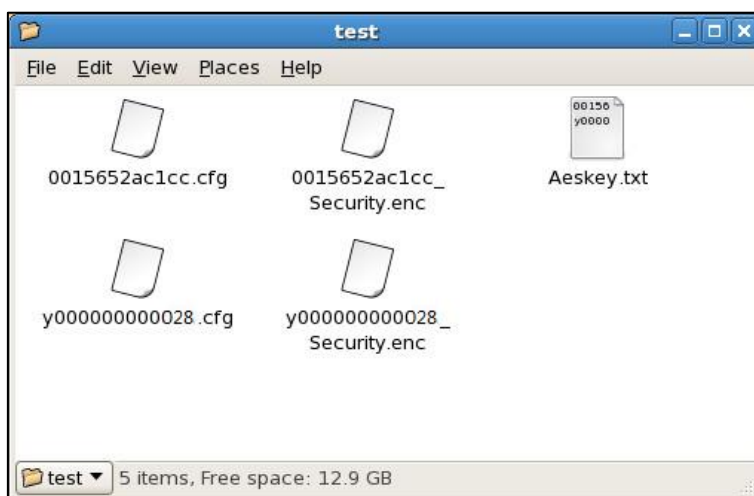 test
File Edit View Places Help
00156
y0000
0015652ac1cc.cfg
0015652ac1cc_
Security.enc
Aeskey.txt
y000000000028.cfg
y000000000028_
Security.enc
test 5 items, Free space: 12.9 GB